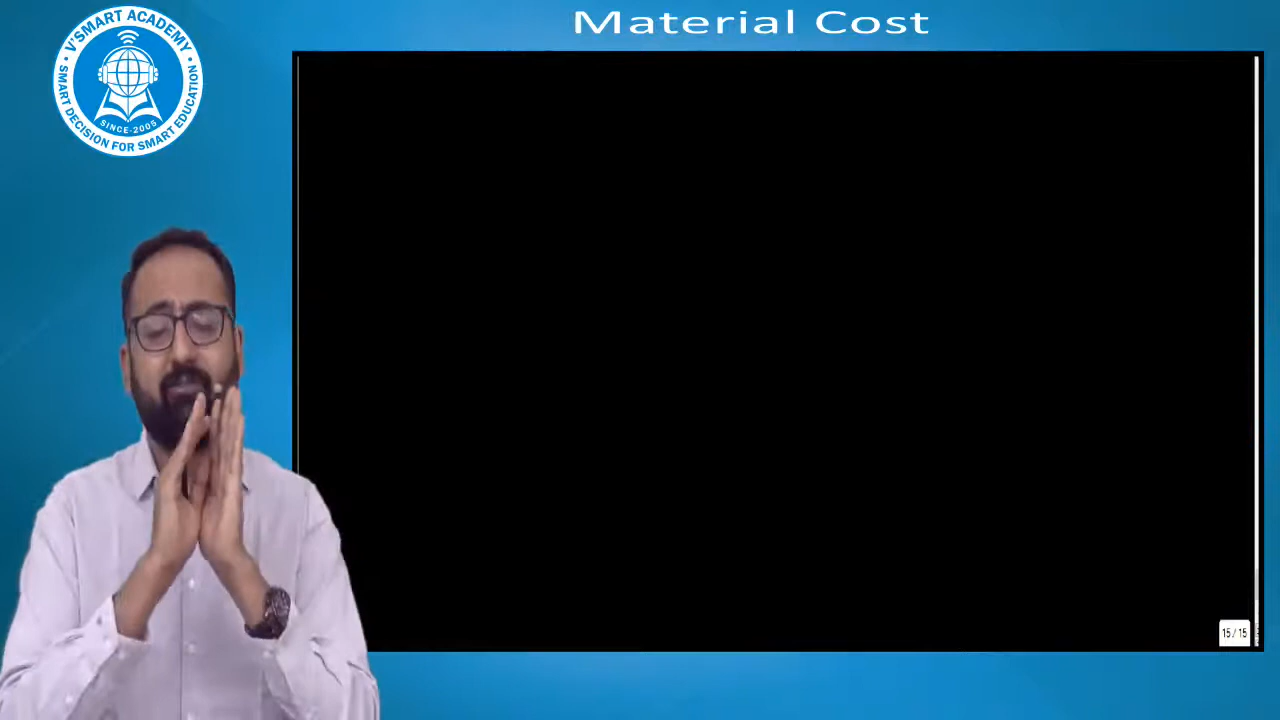 Material Cost
V'SMART ACADEMY
SMART DECISION FOR SMART EDUCATION
SINCE-2005
15 / 15